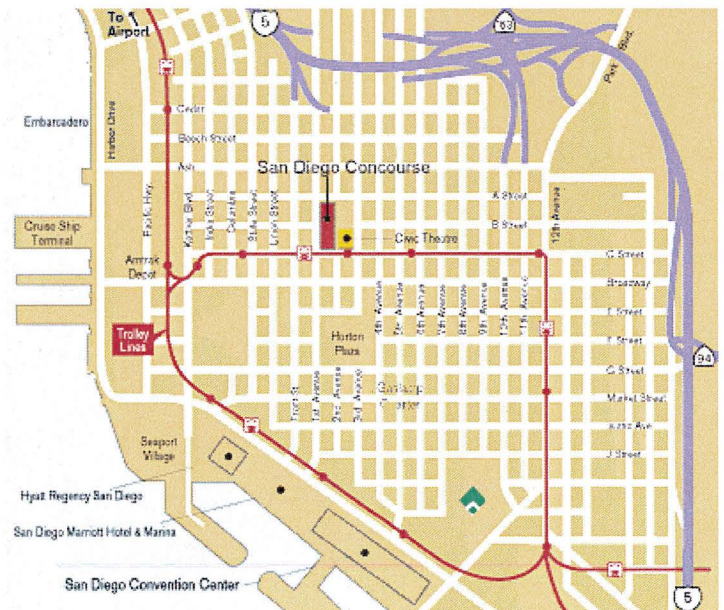 To
Airport
5
163
Park Blvd.
Embarcadero
Harbor Drive
Pacific Hwy.
Cedar
Beech Street
Ash
San Diego Concourse
Kettner Blvd.
India Street
Columbia
State Street
Union Street
A Street
B Street
12th Avenue
Cruise Ship
Terminal
Civic Theatre
C Street
Amtrak
Depot
Broadway
4th Avenue
5th Avenue
6th Avenue
7th Avenue
8th Avenue
9th Avenue
10th Avenue
11th Avenue
E Street
Trolley
Lines
Horton
Plaza
F Street
94
G Street
Front St
1st Avenue
2nd Avenue
3rd Avenue
Gaslamp
Market Street
J Street
Seaport
Village
Hyatt Regency San Diego
San Diego Marriott Hotel & Marina
San Diego Convention Center
5